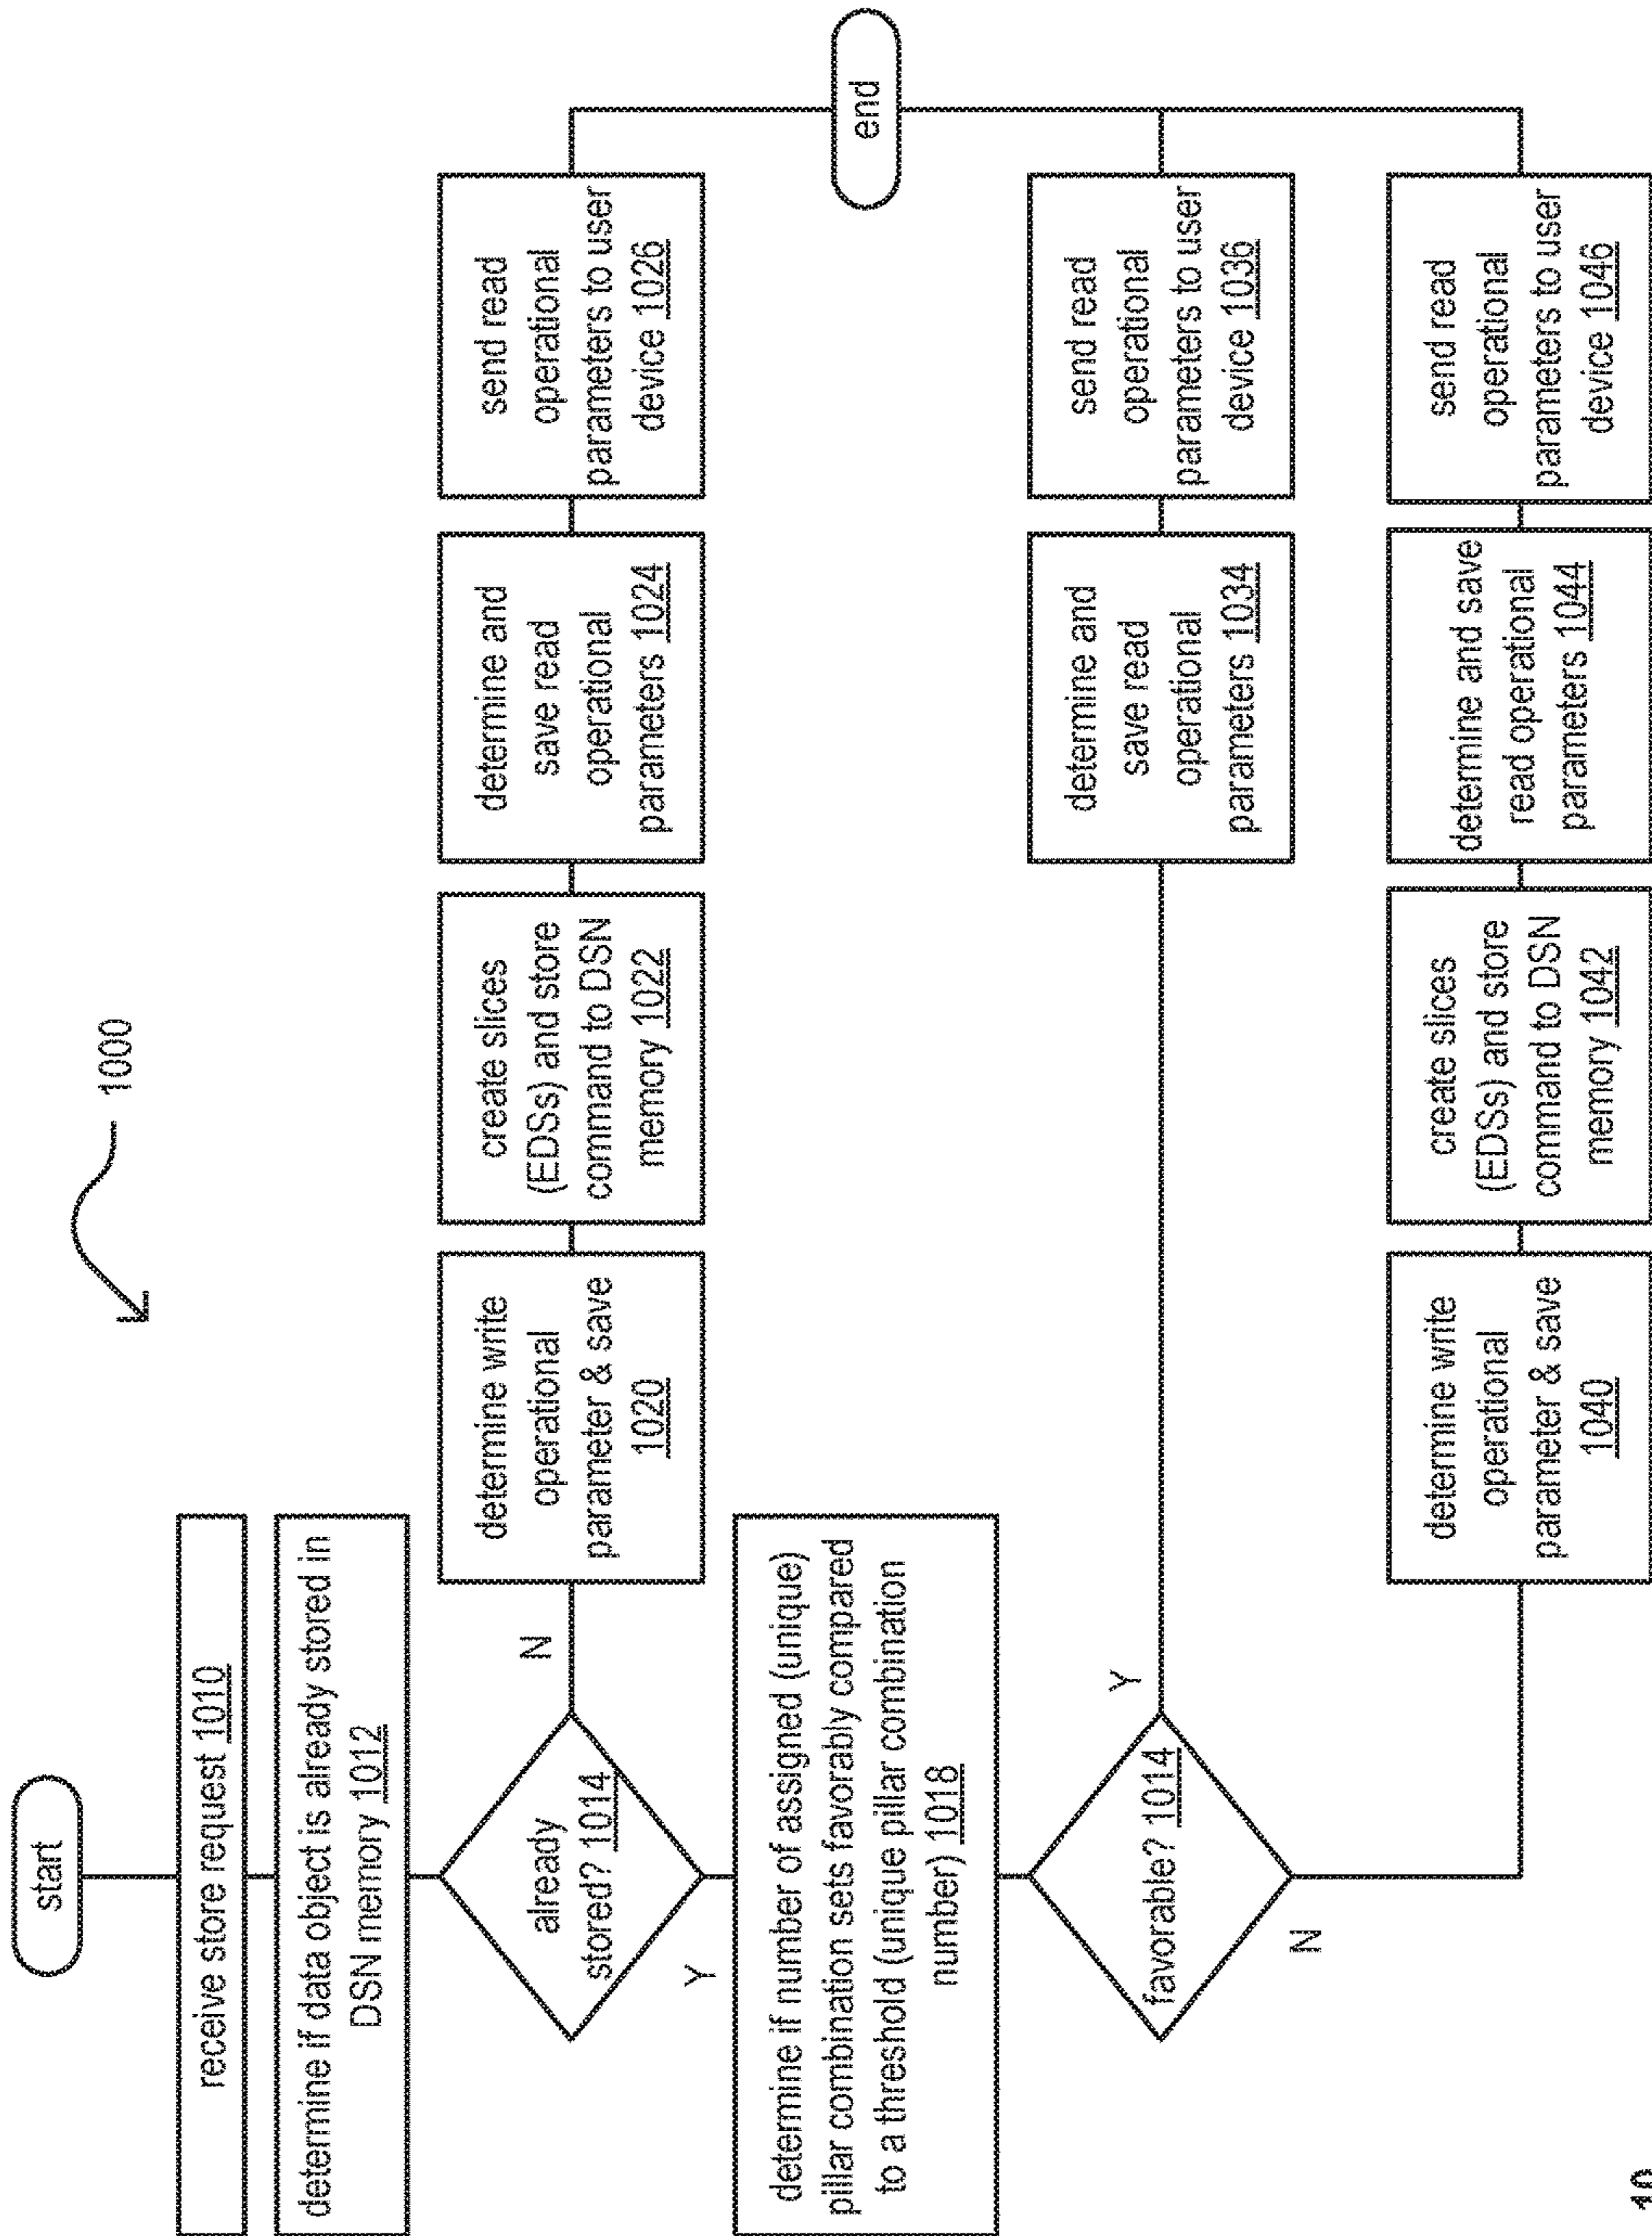 1000
start
receive store request 1010
determine if data object is already stored in
DSN memory 1012
already
stored? 1014
N
Y
determine write
operational
parameter & save
1020
create slices
(EDSs) and store
command to DSN
memory 1022
determine and
save read
operational
parameters 1024
send read
operational
parameters to user
device 1026
determine if number of assigned (unique)
pillar combination sets favorably compared
to a threshold (unique pillar combination
number) 1018
favorable? 1014
Y
N
determine and
save read
operational
parameters 1034
send read
operational
parameters to user
device 1036
determine write
operational
parameter & save
1040
create slices
(EDSs) and store
command to DSN
memory 1042
determine and save
read operational
parameters 1044
send read
operational
parameters to user
device 1046
end
10